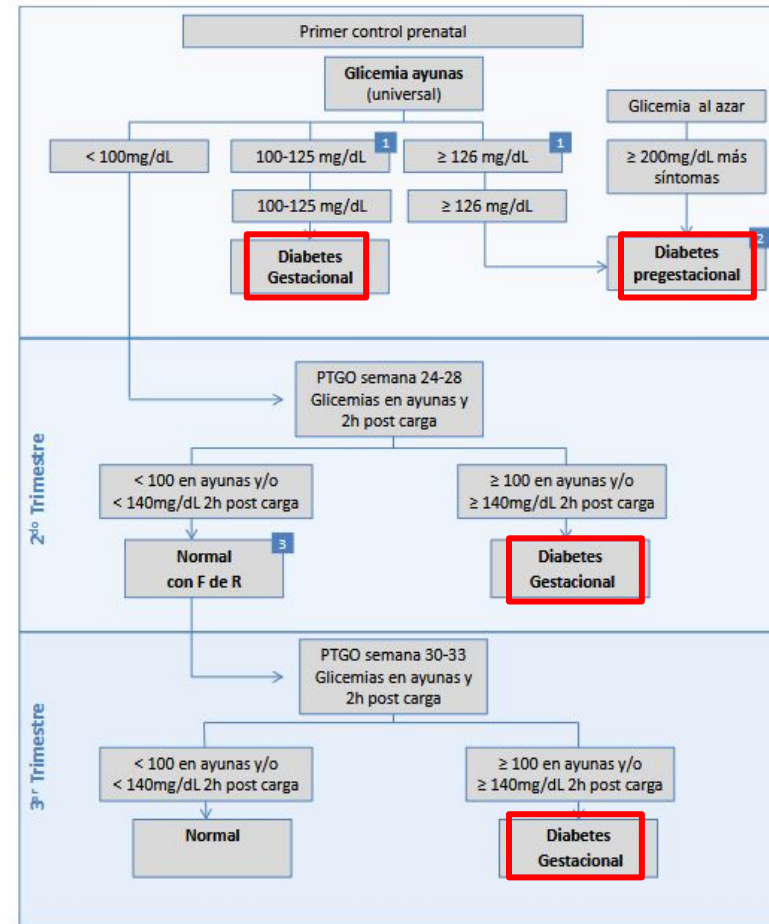 Primer control prenatal
Glicemia ayunas
(universal)
Glicemia al azar
< 100mg/dL
100-125 mg/dL
1
≥ 126 mg/dL
1
≥ 200mg/dL más
síntomas
100-125 mg/dL
≥ 126 mg/dL
Diabetes
Gestacional
Diabetes
pregestacional
2
2do Trimestre
PTGO semana 24-28
Glicemias en ayunas y
2h post carga
< 100 en ayunas y/o
< 140mg/dL 2h post carga
≥ 100 en ayunas y/o
≥ 140mg/dL 2h post carga
Normal
con F de R
3
Diabetes
Gestacional
3er Trimestre
PTGO semana 30-33
Glicemias en ayunas y
2h post carga
< 100 en ayunas y/o
< 140mg/dL 2h post carga
≥ 100 en ayunas y/o
≥ 140mg/dL 2h post carga
Normal
Diabetes
Gestacional